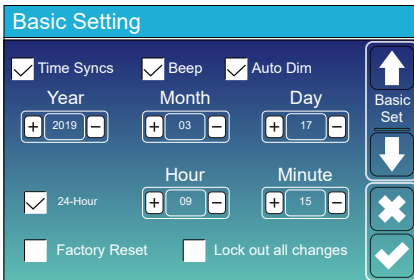 Basic Setting
Time Syncs Beep Auto Dim
Year Month Day
+ 2019 − + 03 − + 17 −
Basic
Set
Hour Minute
24-Hour + 09 − + 15 −
Factory Reset Lock out all changes